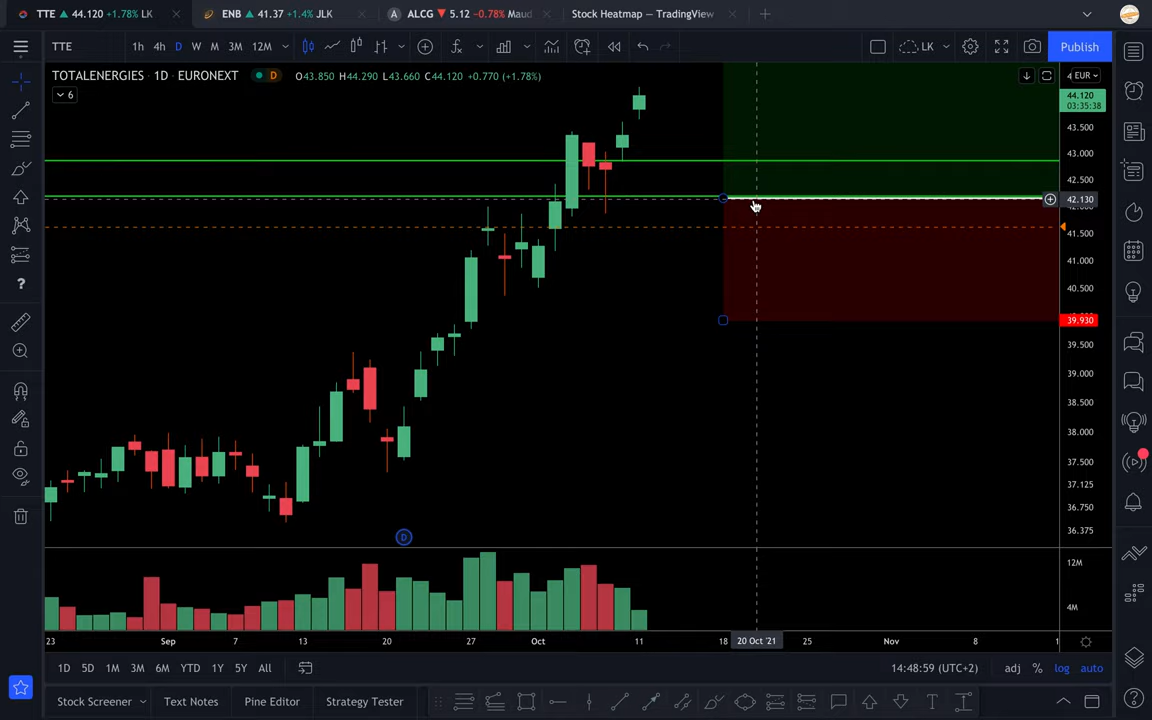 TTE ▲ 44.120 +1.78% LK
ENB ▲ 41.37 +1.4% JLK
A ALCG ▼ 5.12 −0.78% Maud
Stock Heatmap — TradingView
TTE
1h 4h D W M 3M 12M
LK
Publish
TOTALENERGIES · 1D · EURONEXT
D
O43.850 H44.290 L43.660 C44.120 +0.770 (+1.78%)
6
EUR
44.120
03:35:38
43.500
43.000
42.500
42.130
41.500
41.000
40.500
39.930
39.500
39.000
38.500
38.000
37.500
37.125
36.750
36.375
D
12M
4M
23 Sep 7 13 20 27 Oct 11 18 20 Oct '21 25 Nov 8
1D 5D 1M 3M 6M YTD 1Y 5Y All
14:48:59 (UTC+2)
adj % log auto
Stock Screener Text Notes Pine Editor Strategy Tester